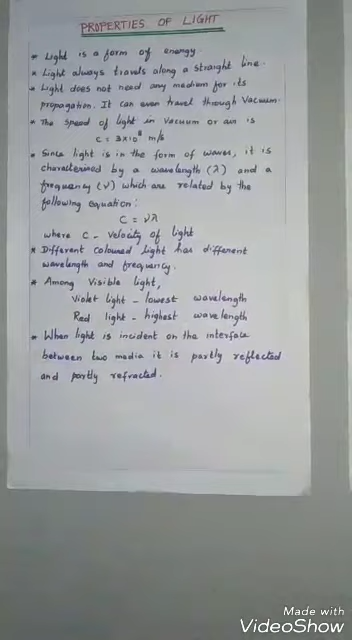 PROPERTIES OF LIGHT
* Light is a form of energy.
* Light always travels along a straight line.
* Light does not need any medium for its
propagation. It can even travel through Vacuum.
* The speed of light in vacuum or air is
C = 3×10⁸ m/s
* Since light is in the form of waves, it is
characterised by a wavelength (λ) and a
frequency (ν) which are related by the
following equation:
C = νλ
where C - Velocity of light
* Different coloured light has different
wavelength and frequency.
* Among Visible light,
Violet light - lowest wavelength
Red light - highest wavelength
* When light is incident on the interface
between two media it is partly reflected
and partly refracted.
Made with
VideoShow